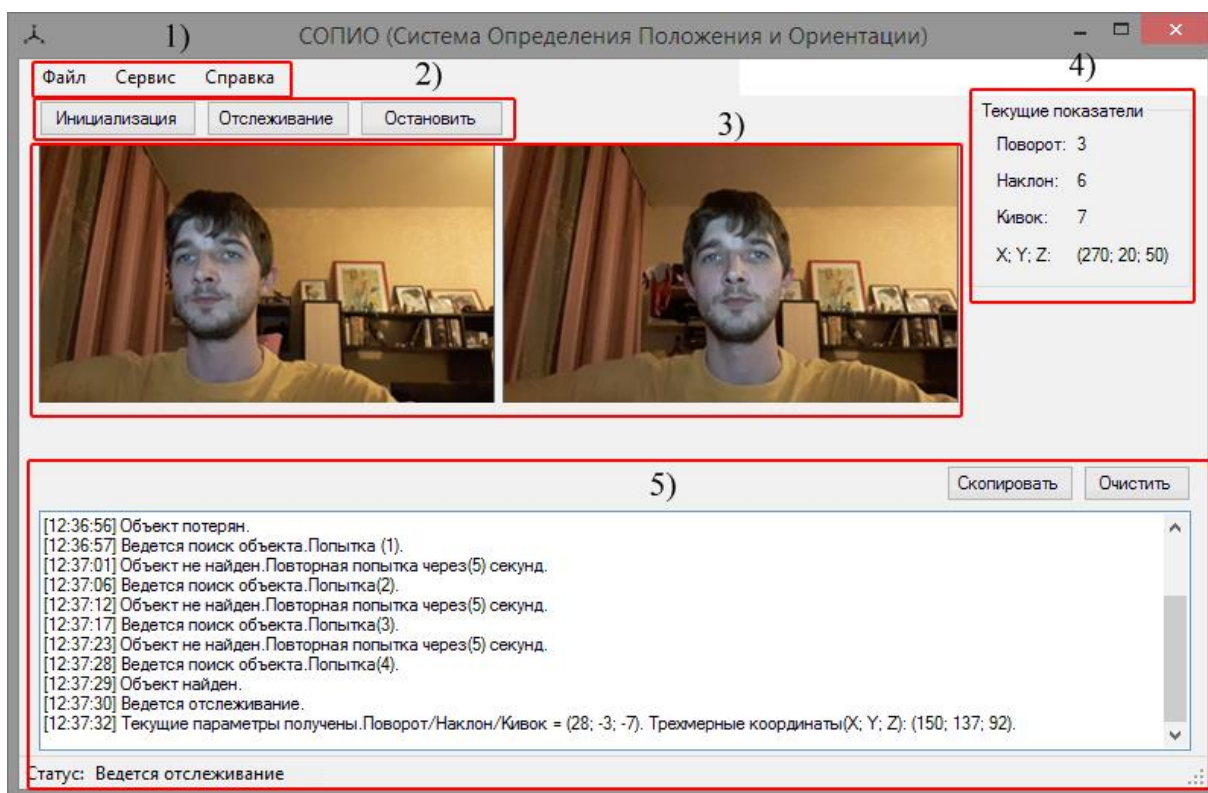 1)
СОПИО (Система Определения Положения и Ориентации)
Файл Сервис Справка
2)
4)
Инициализация Отслеживание Остановить
3)
Текущие показатели
Поворот: 3
Наклон: 6
Кивок: 7
X; Y; Z: (270; 20; 50)
5)
Скопировать Очистить
[12:36:56] Объект потерян.
[12:36:57] Ведется поиск объекта.Попытка (1).
[12:37:01] Объект не найден.Повторная попытка через(5) секунд.
[12:37:06] Ведется поиск объекта.Попытка(2).
[12:37:12] Объект не найден.Повторная попытка через(5) секунд.
[12:37:17] Ведется поиск объекта.Попытка(3).
[12:37:23] Объект не найден.Повторная попытка через(5) секунд.
[12:37:28] Ведется поиск объекта.Попытка(4).
[12:37:29] Объект найден.
[12:37:30] Ведется отслеживание.
[12:37:32] Текущие параметры получены.Поворот/Наклон/Кивок = (28; -3; -7). Трехмерные координаты(X; Y; Z): (150; 137; 92).
Статус: Ведется отслеживание